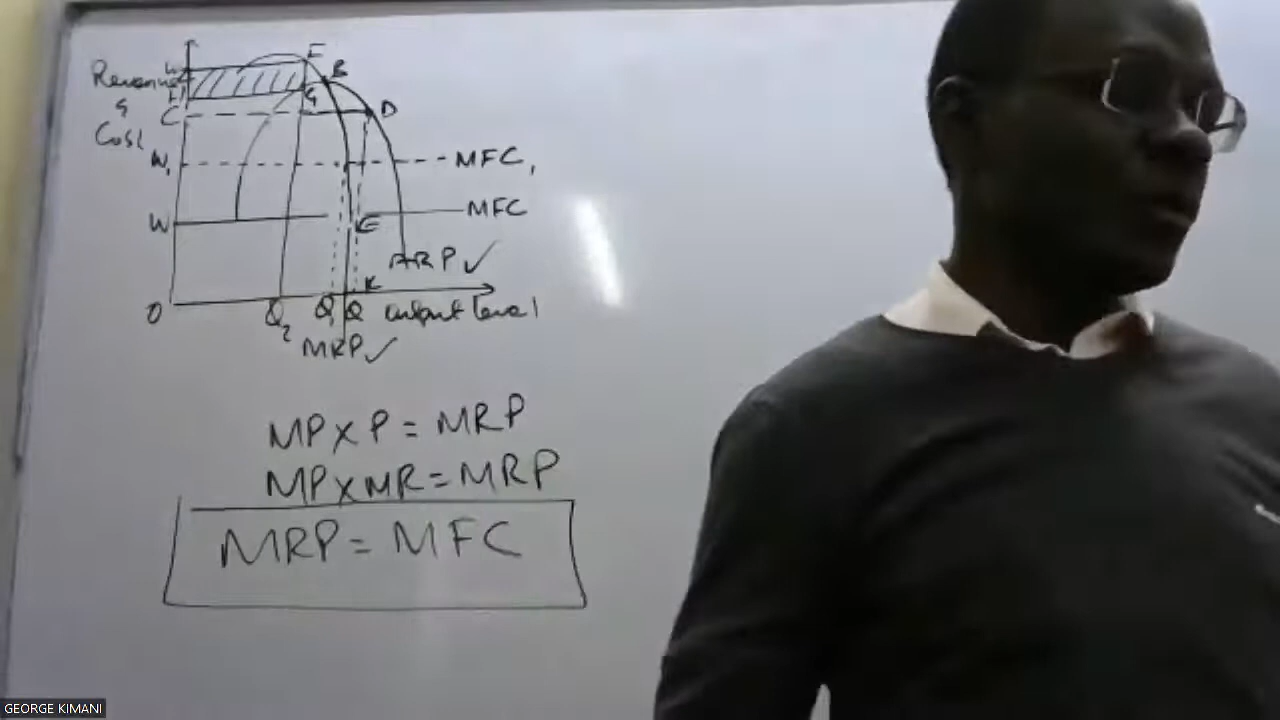 F
B
Revenue
G
C
D
&
Cost
W₁
MFC₁
W
E
MFC
ARP ✓
K
O
Q₂
Q₁
Q
output level
MRP ✓
MP X P = MRP
MP X MR = MRP
MRP = MFC
GEORGE KIMANI